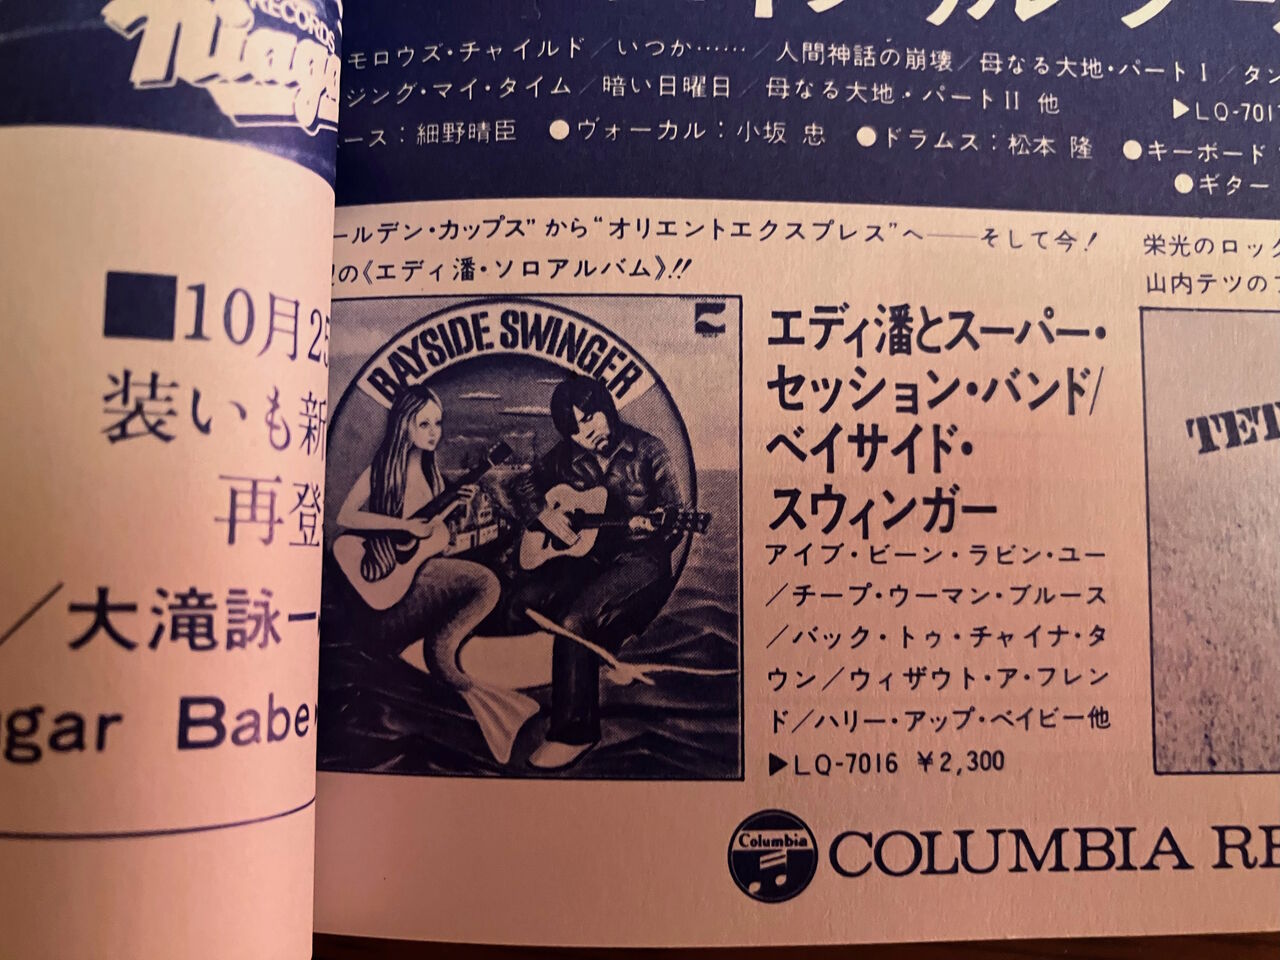 RECORDS
Niaga
■10月25
装いも新
再登
/大滝詠一
gar Babe
モロウズ・チャイルド/いつか……/人間神話の崩壊/母なる大地・パートI/タン
ジング・マイ・タイム/暗い日曜日/母なる大地・パートII 他
▶LQ-701
ース:細野晴臣 ●ヴォーカル:小坂 忠 ●ドラムス:松本 隆 ●キーボード
●ギター
ールデン・カップス”から“オリエントエクスプレス”へ――そして今!
の《エディ潘・ソロアルバム》!!
BAYSIDE SWINGER
エディ潘とスーパー・
セッション・バンド/
ベイサイド・
スウィンガー
アイブ・ビーン・ラビン・ユー
/チープ・ウーマン・ブルース
/バック・トゥ・チャイナ・タ
ウン/ウィザウト・ア・フレン
ド/ハリー・アップ・ベイビー他
▶LQ-7016 ¥2,300
栄光のロック
山内テツの
TET
Columbia
COLUMBIA RE